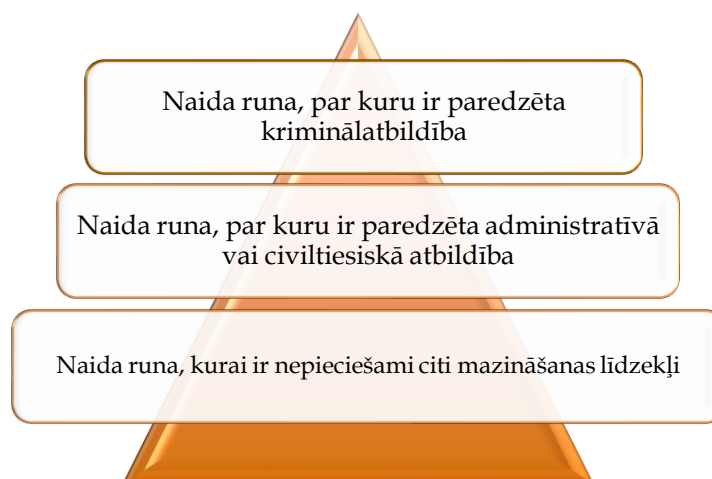 Naida runa, par kuru ir paredzēta
kriminālatbildība
Naida runa, par kuru ir paredzēta administratīvā
vai civiltiesiskā atbildība
Naida runa, kurai ir nepieciešami citi mazināšanas līdzekļi